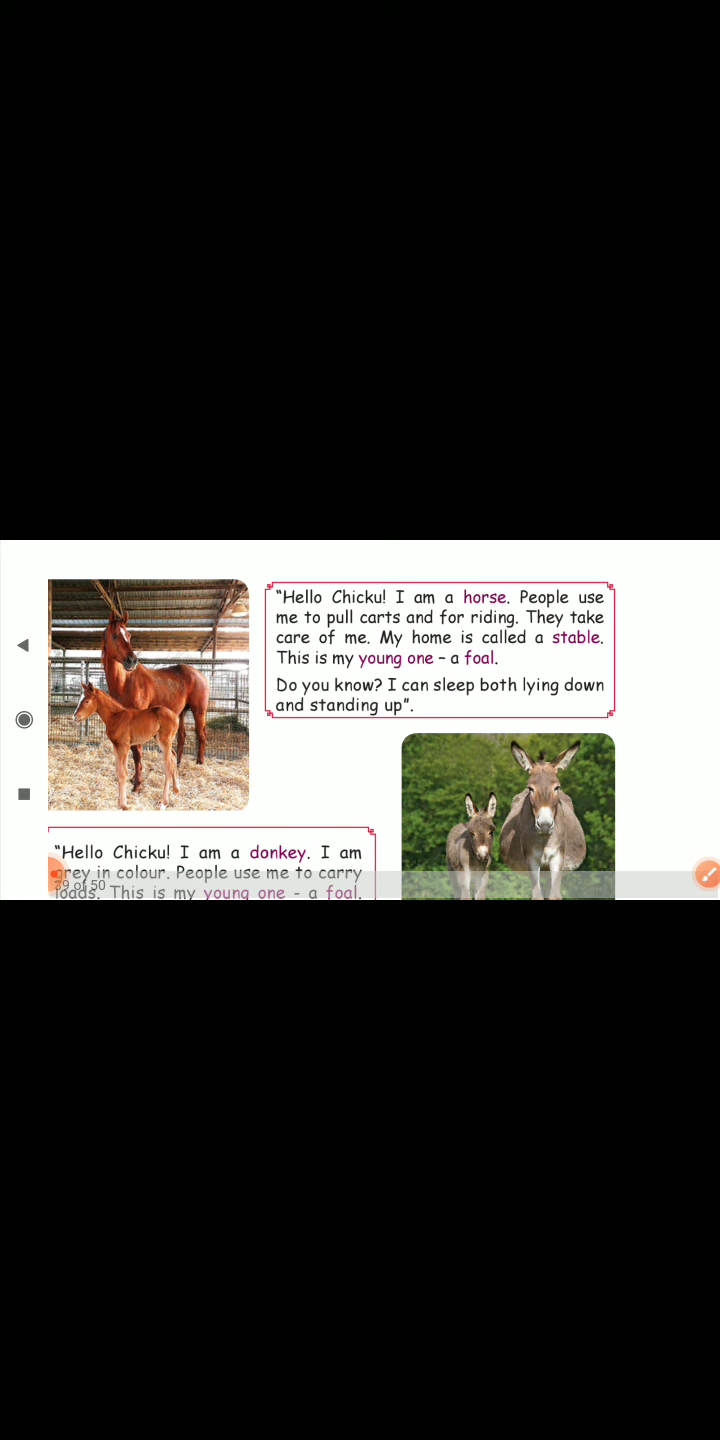 “Hello Chicku! I am a horse. People use
me to pull carts and for riding. They take
care of me. My home is called a stable.
This is my young one – a foal.
Do you know? I can sleep both lying down
and standing up”.
“Hello Chicku! I am a donkey. I am
grey in colour. People use me to carry
39 of 50
loads. This is my young one - a foal.